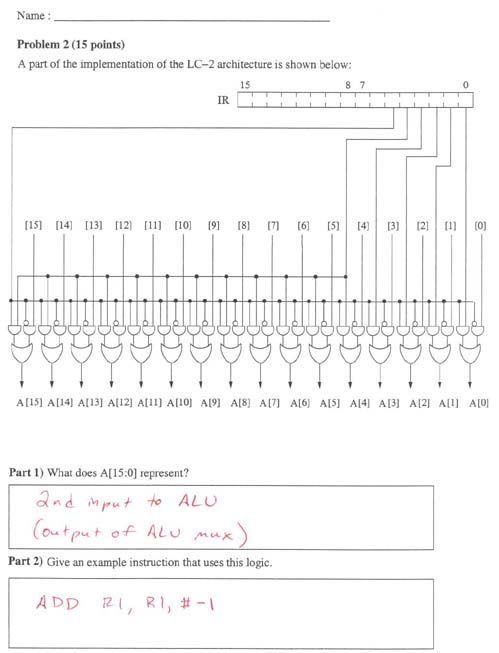 Name :
Problem 2 (15 points)
A part of the implementation of the LC–2 architecture is shown below:
15 8 7 0
IR
[15] [14] [13] [12] [11] [10] [9] [8] [7] [6] [5] [4] [3] [2] [1] [0]
A[15] A[14] A[13] A[12] A[11] A[10] A[9] A[8] A[7] A[6] A[5] A[4] A[3] A[2] A[1] A[0]
Part 1) What does A[15:0] represent?
2nd input to ALU
(output of ALU mux)
Part 2) Give an example instruction that uses this logic.
ADD R1, R1, #-1